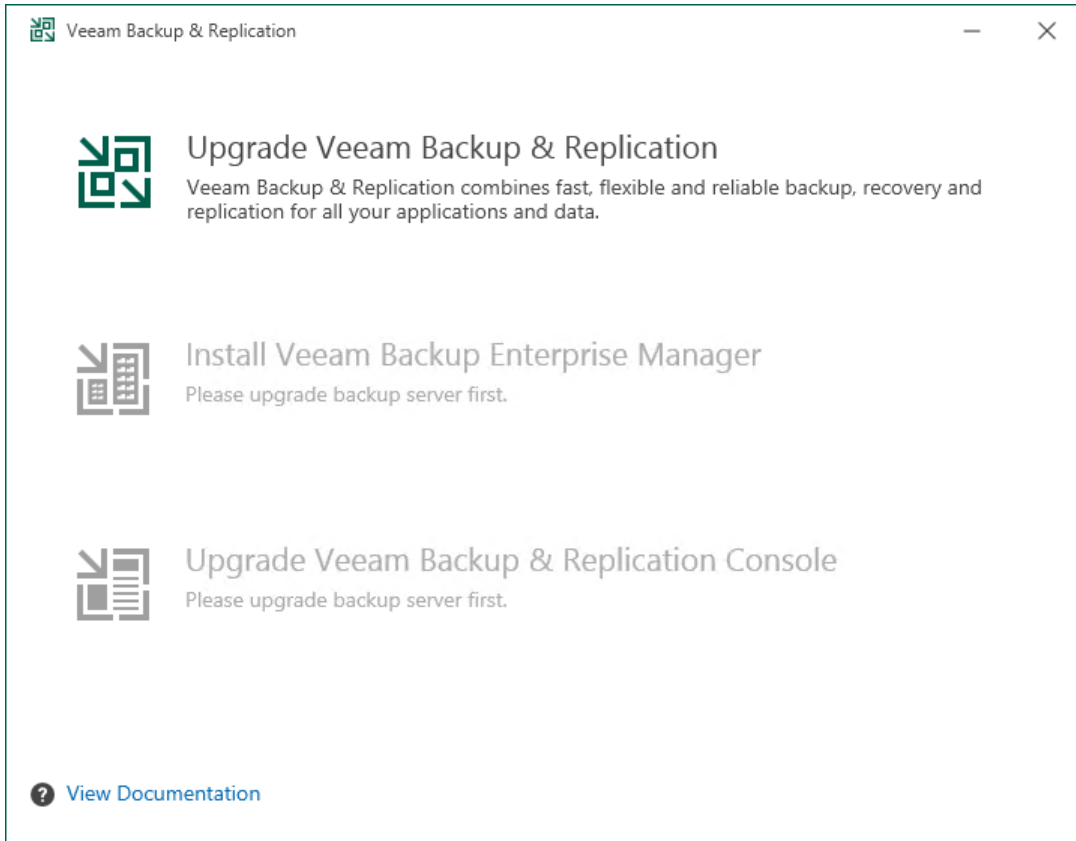 Veeam Backup & Replication
Upgrade Veeam Backup & Replication
Veeam Backup & Replication combines fast, flexible and reliable backup, recovery and
replication for all your applications and data.
Install Veeam Backup Enterprise Manager
Please upgrade backup server first.
Upgrade Veeam Backup & Replication Console
Please upgrade backup server first.
View Documentation